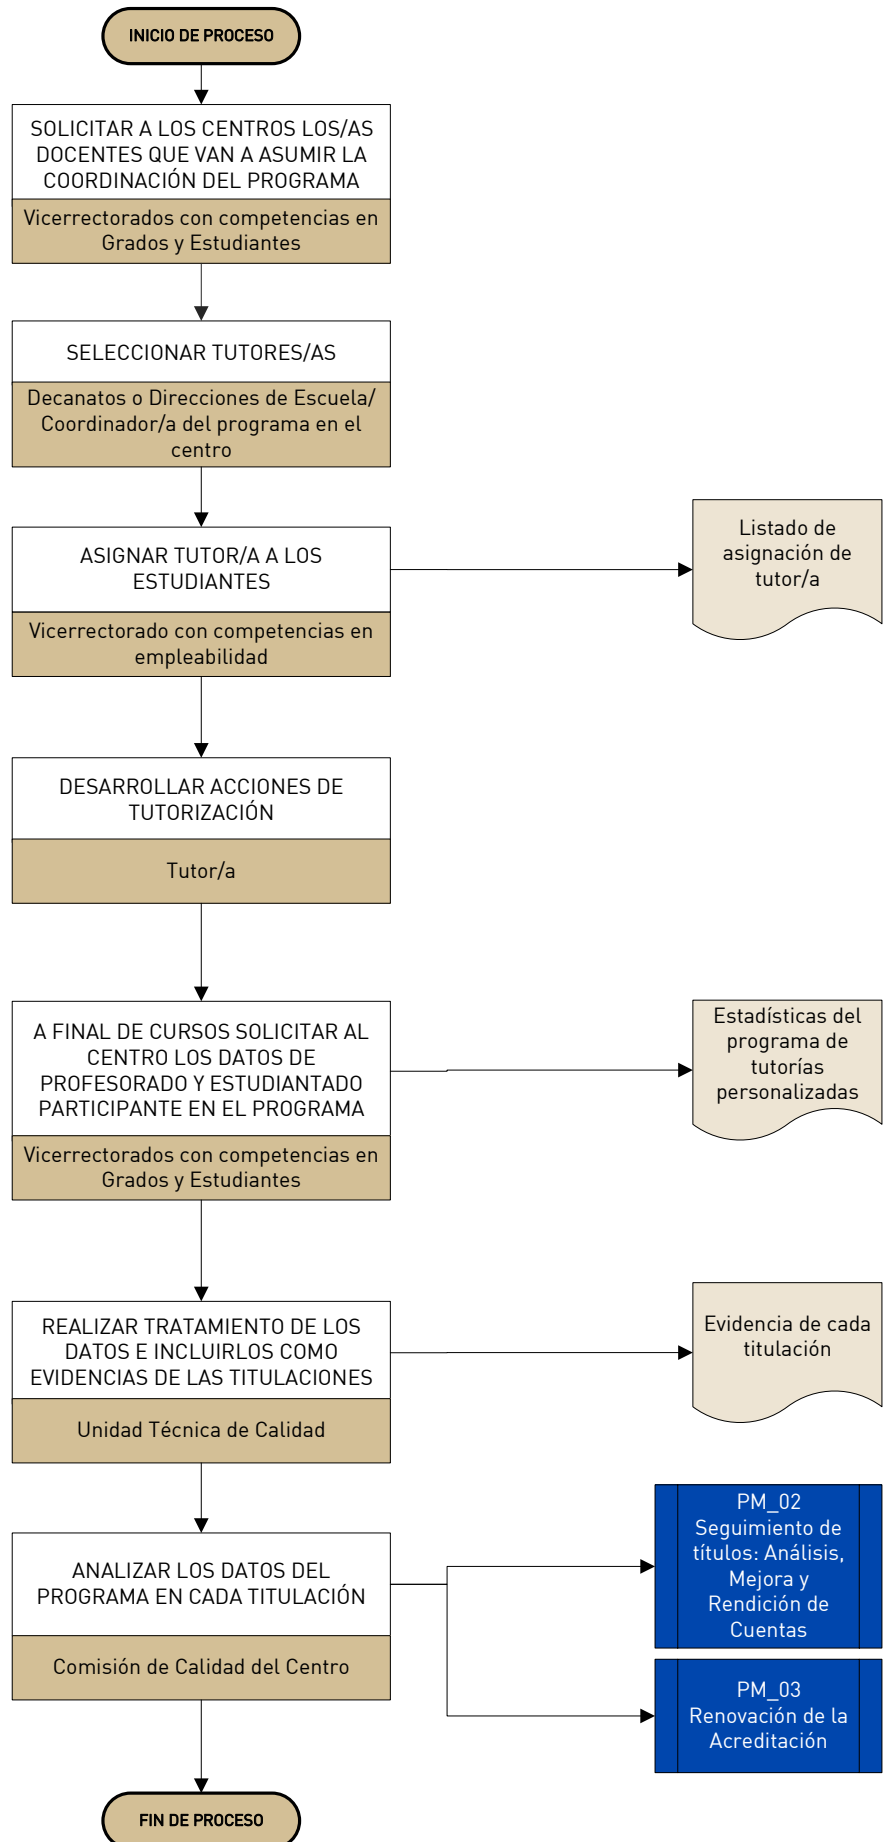 INICIO DE PROCESO
SOLICITAR A LOS CENTROS LOS/AS
DOCENTES QUE VAN A ASUMIR LA
COORDINACIÓN DEL PROGRAMA
Vicerrectorados con competencias en
Grados y Estudiantes
SELECCIONAR TUTORES/AS
Decanatos o Direcciones de Escuela/
Coordinador/a del programa en el
centro
ASIGNAR TUTOR/A A LOS
ESTUDIANTES
Vicerrectorado con competencias en
empleabilidad
Listado de
asignación de
tutor/a
DESARROLLAR ACCIONES DE
TUTORIZACIÓN
Tutor/a
A FINAL DE CURSOS SOLICITAR AL
CENTRO LOS DATOS DE
PROFESORADO Y ESTUDIANTADO
PARTICIPANTE EN EL PROGRAMA
Vicerrectorados con competencias en
Grados y Estudiantes
Estadísticas del
programa de
tutorías
personalizadas
REALIZAR TRATAMIENTO DE LOS
DATOS E INCLUIRLOS COMO
EVIDENCIAS DE LAS TITULACIONES
Unidad Técnica de Calidad
Evidencia de cada
titulación
ANALIZAR LOS DATOS DEL
PROGRAMA EN CADA TITULACIÓN
Comisión de Calidad del Centro
PM_02
Seguimiento de
títulos: Análisis,
Mejora y
Rendición de
Cuentas
PM_03
Renovación de la
Acreditación
FIN DE PROCESO